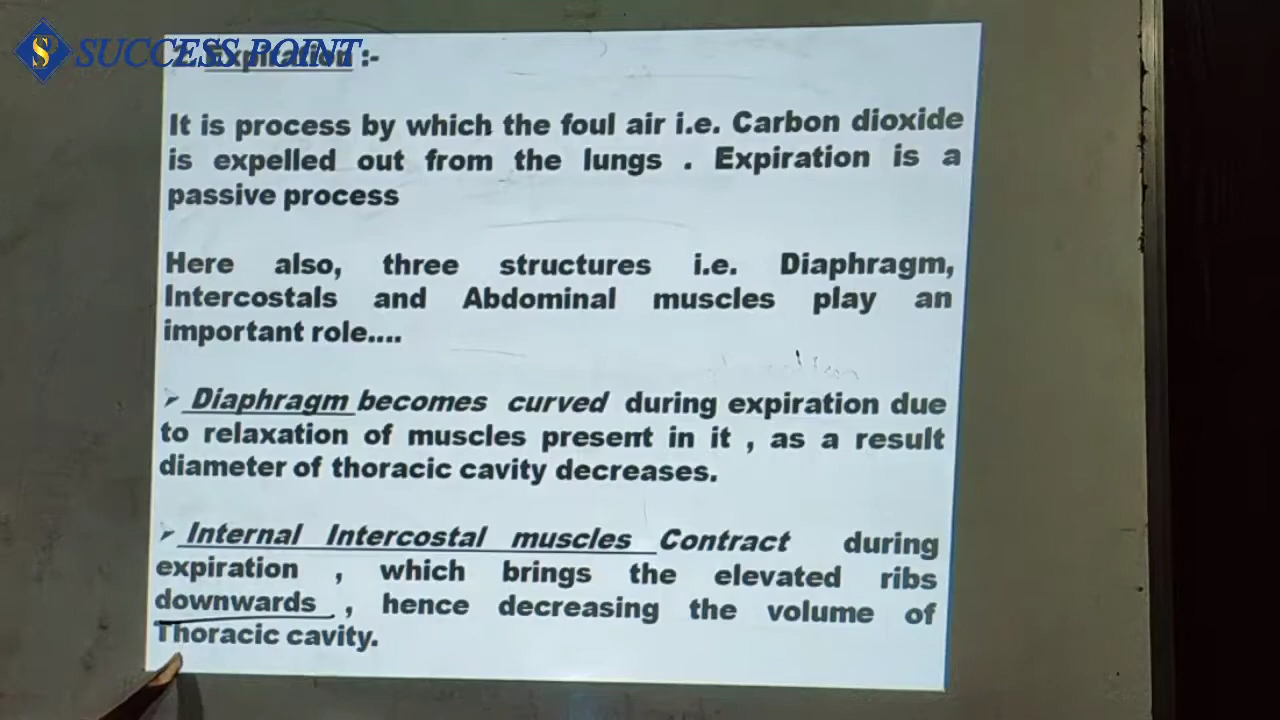 SUCCESS POINT
2. Expiration :-
It is process by which the foul air i.e. Carbon dioxide
is expelled out from the lungs . Expiration is a
passive process
Here also, three structures i.e. Diaphragm,
Intercostals and Abdominal muscles play an
important role....
➢ Diaphragm becomes curved during expiration due
to relaxation of muscles present in it , as a result
diameter of thoracic cavity decreases.
➢ Internal Intercostal muscles Contract during
expiration , which brings the elevated ribs
downwards , hence decreasing the volume of
Thoracic cavity.